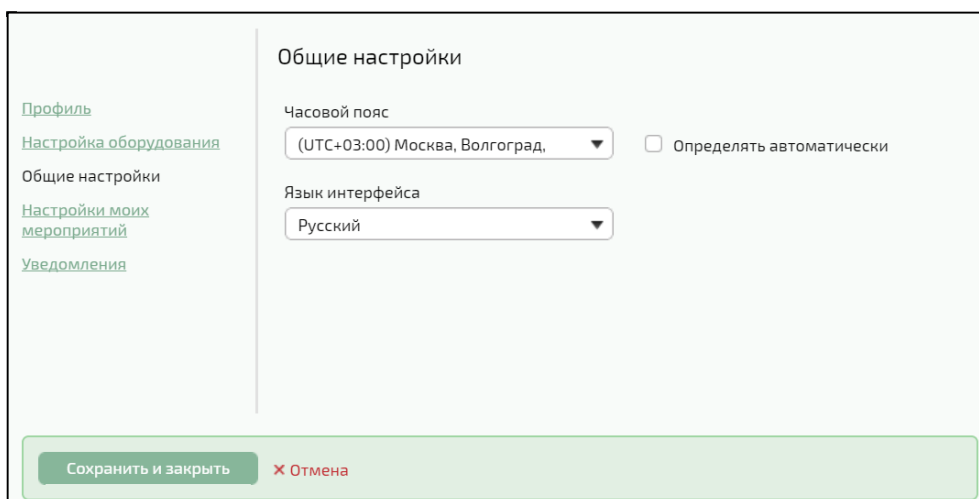 Общие настройки
Профиль
Настройка оборудования
Общие настройки
Настройки моих
мероприятий
Уведомления
Часовой пояс
(UTC+03:00) Москва, Волгоград,
Определять автоматически
Язык интерфейса
Русский
Сохранить и закрыть
× Отмена